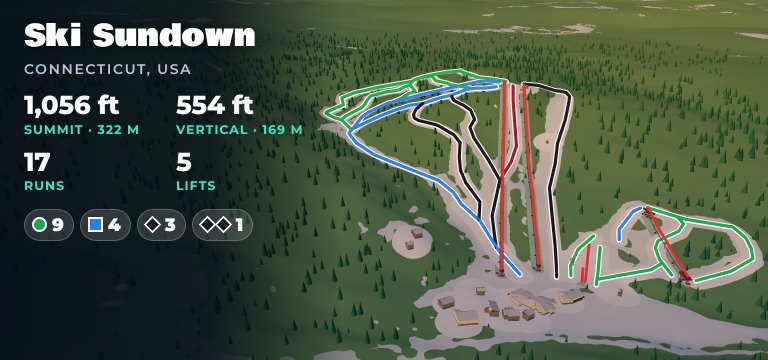 Ski Sundown
CONNECTICUT, USA
1,056 ft 554 ft
SUMMIT · 322 M VERTICAL · 169 M
17 5
RUNS LIFTS
9 4 3 1